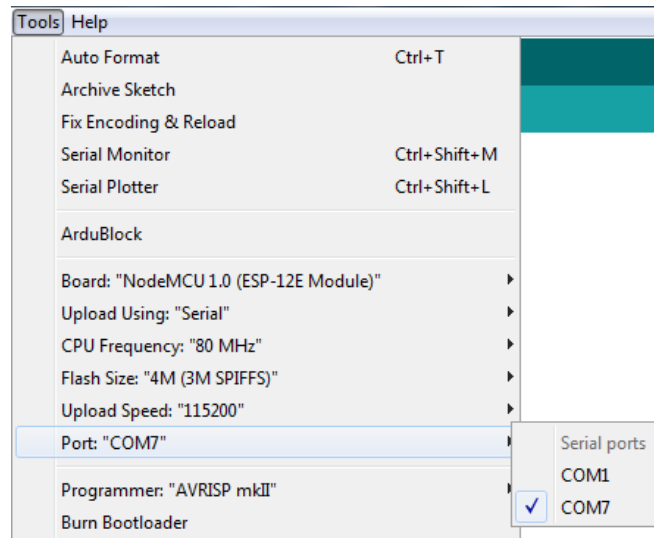 Tools Help
Auto Format Ctrl+T
Archive Sketch
Fix Encoding & Reload
Serial Monitor Ctrl+Shift+M
Serial Plotter Ctrl+Shift+L
ArduBlock
Board: "NodeMCU 1.0 (ESP-12E Module)"
Upload Using: "Serial"
CPU Frequency: "80 MHz"
Flash Size: "4M (3M SPIFFS)"
Upload Speed: "115200"
Port: "COM7"
Serial ports
COM1
COM7
Programmer: "AVRISP mkII"
Burn Bootloader